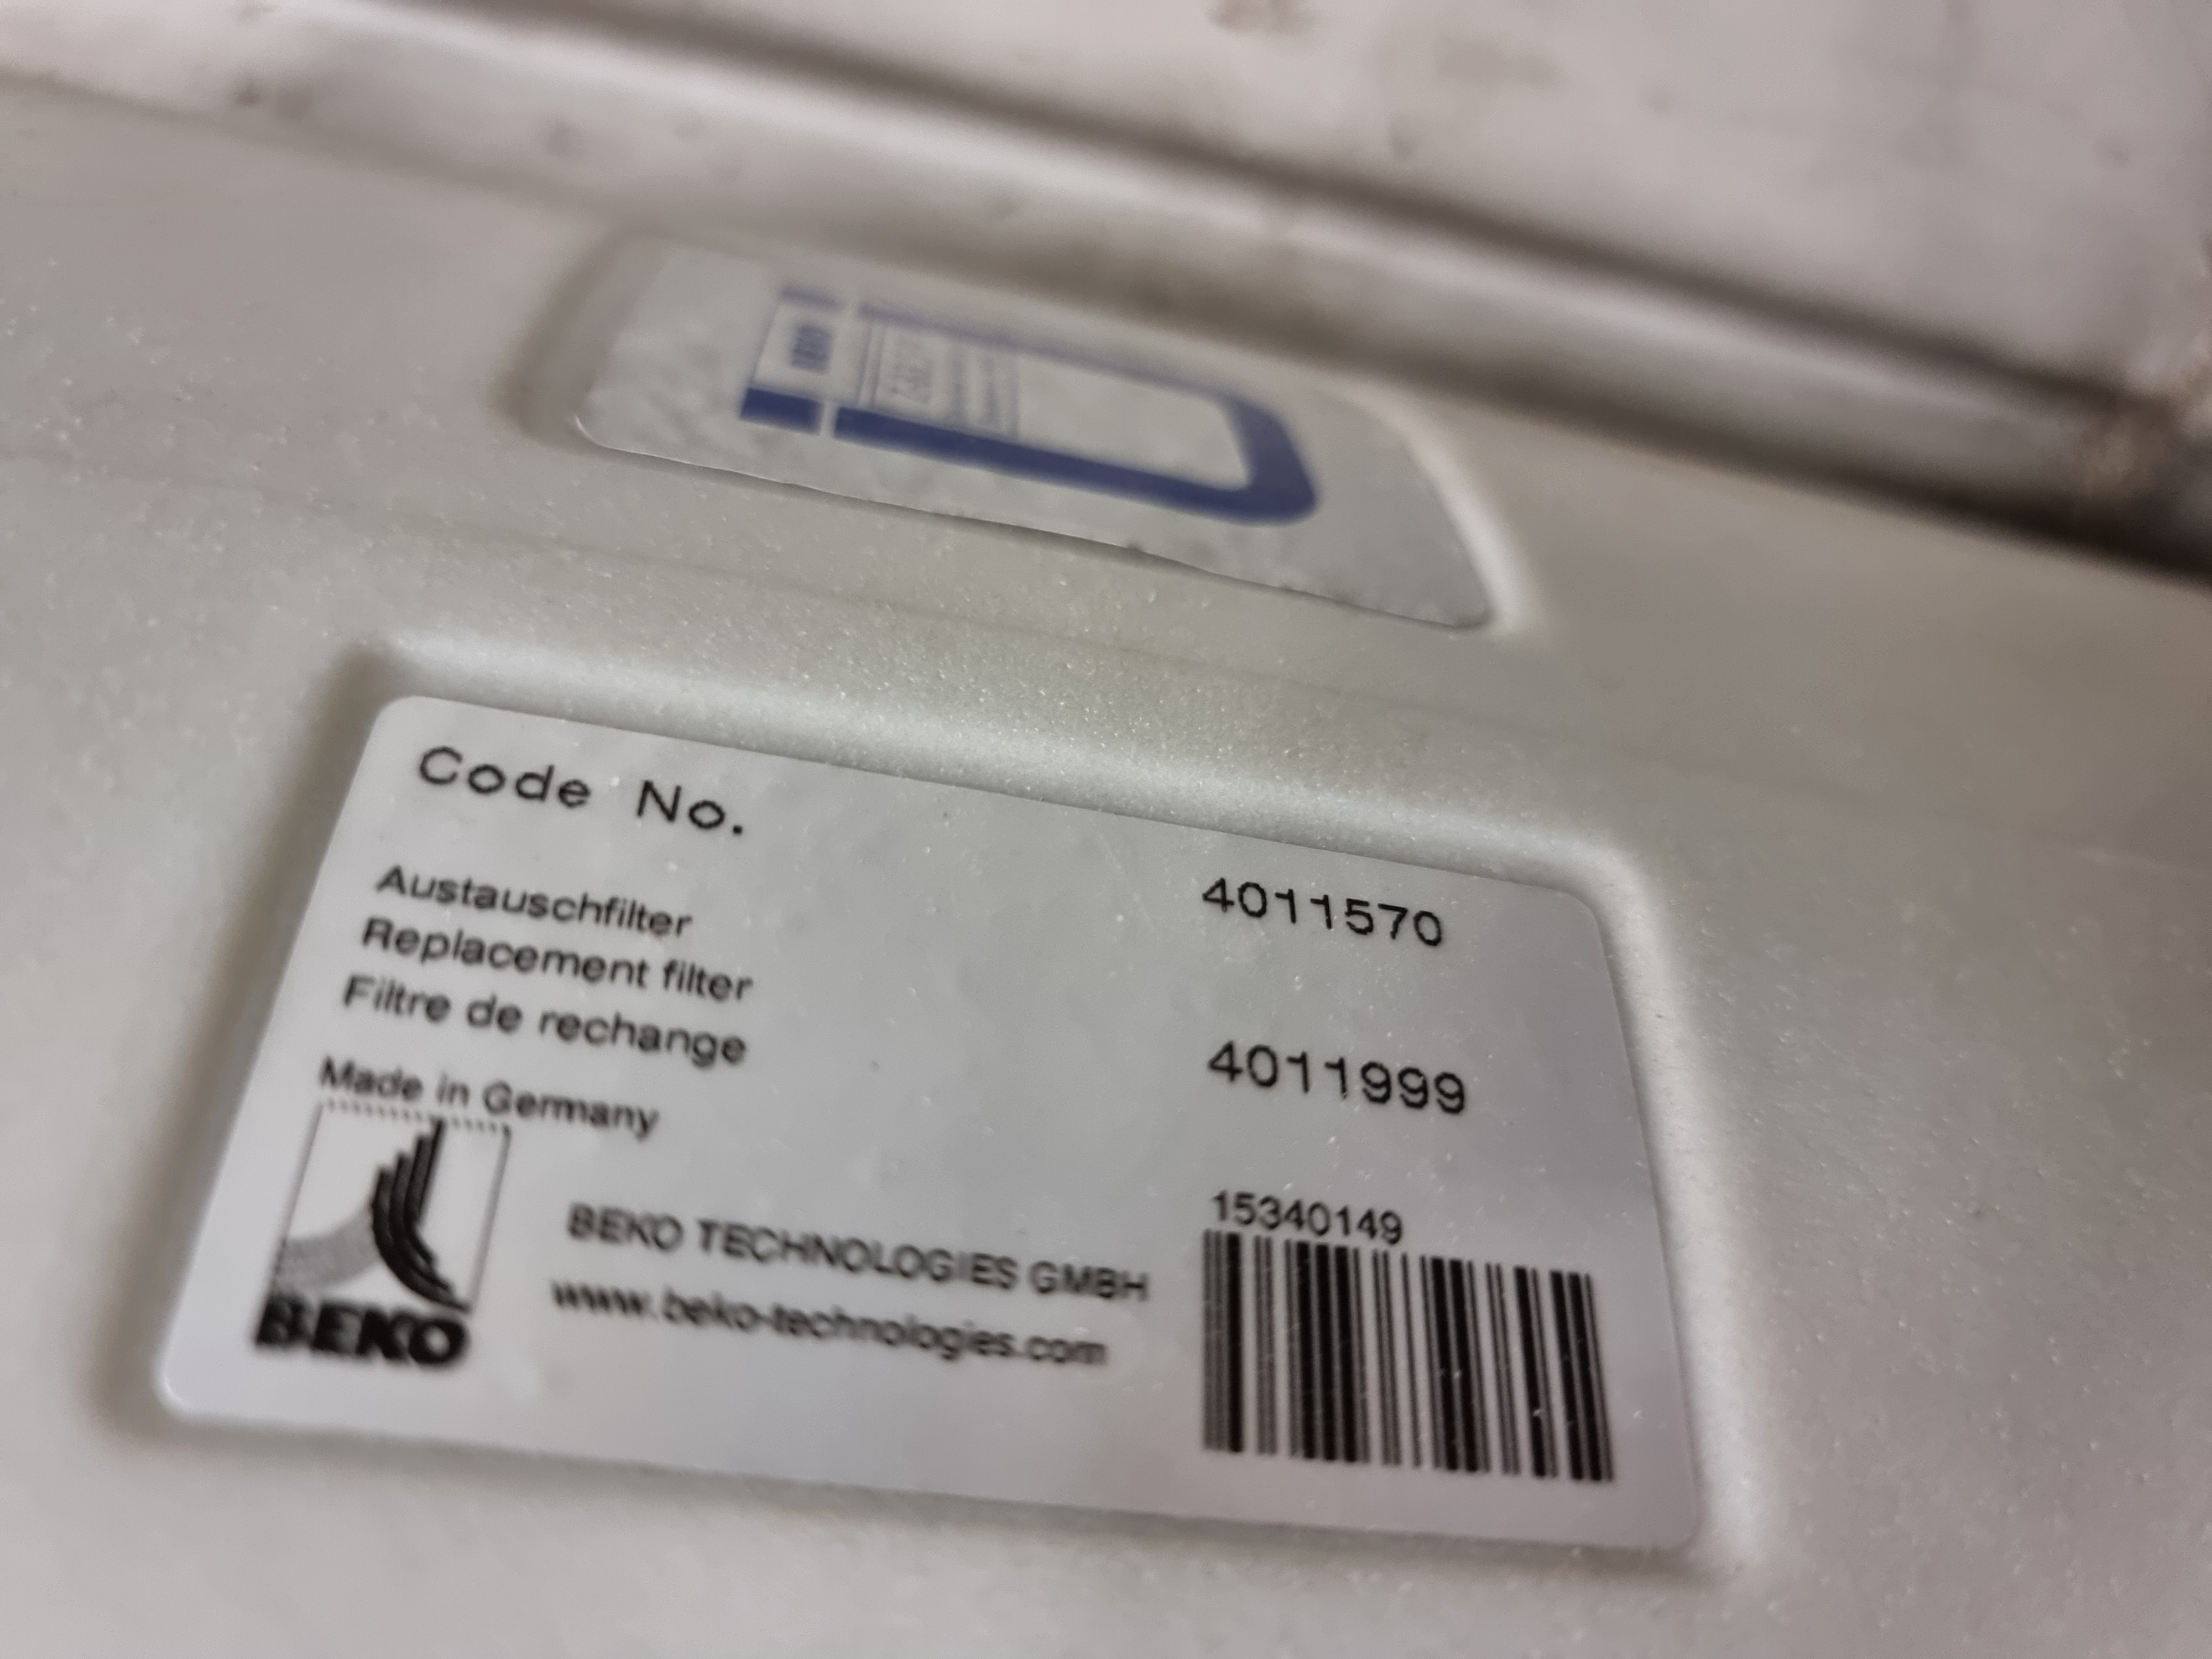 Code No.
4011570
Austauschfilter
Replacement filter
Filtre de rechange
4011999
Made in Germany
BEKO
BEKO TECHNOLOGIES GMBH
www.beko-technologies.com
15340149